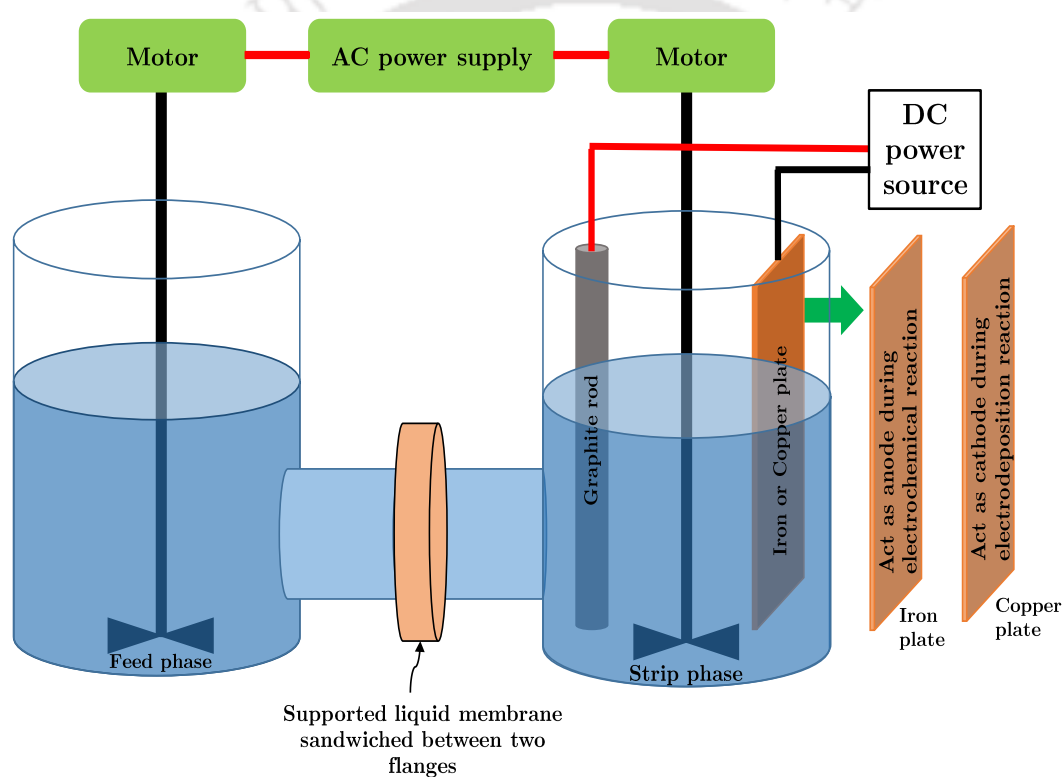 Motor
AC power supply
Motor
DC
power
source
Graphite rod
Iron or Copper plate
Act as anode during
electrochemical reaction
Act as cathode during
electrodeposition reaction
Iron
plate
Copper
plate
Feed phase
Strip phase
Supported liquid membrane
sandwiched between two
flanges